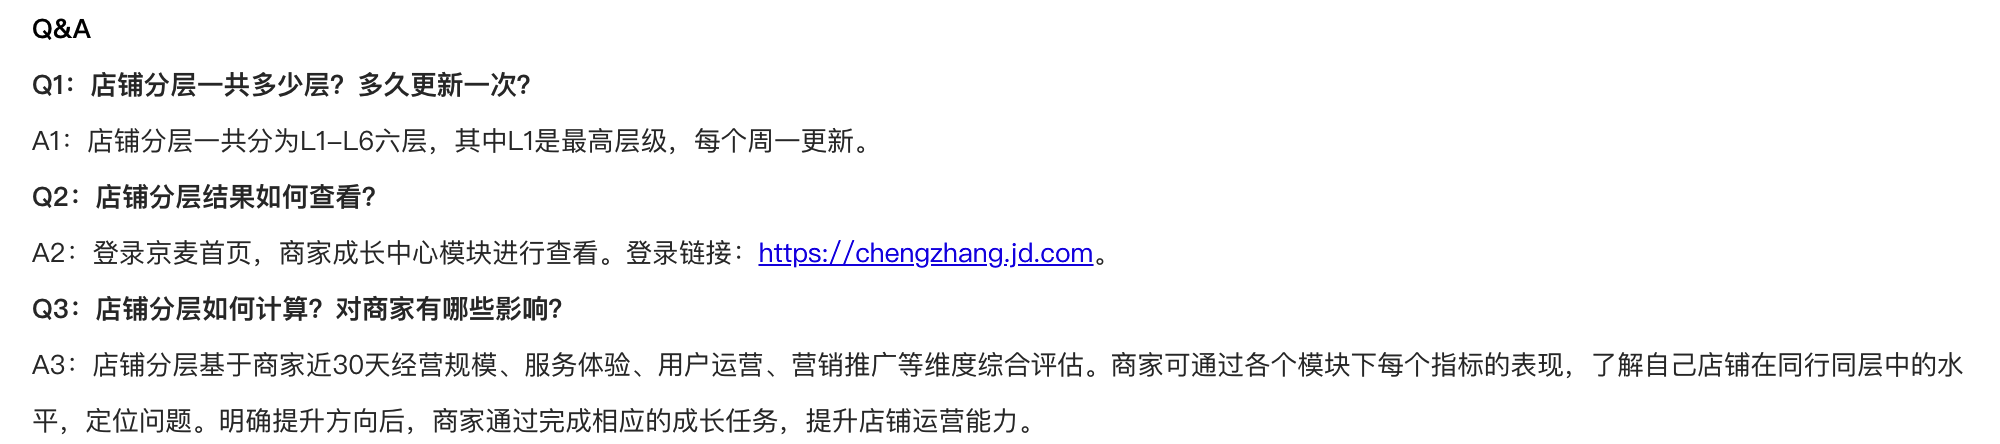 Q&A
Q1：店铺分层一共多少层？多久更新一次？
A1：店铺分层一共分为L1-L6六层，其中L1是最高层级，每个周一更新。
Q2：店铺分层结果如何查看？
A2：登录京麦首页，商家成长中心模块进行查看。登录链接：https://chengzhang.jd.com。
Q3：店铺分层如何计算？对商家有哪些影响？
A3：店铺分层基于商家近30天经营规模、服务体验、用户运营、营销推广等维度综合评估。商家可通过各个模块下每个指标的表现，了解自己店铺在同行同层中的水
平，定位问题。明确提升方向后，商家通过完成相应的成长任务，提升店铺运营能力。